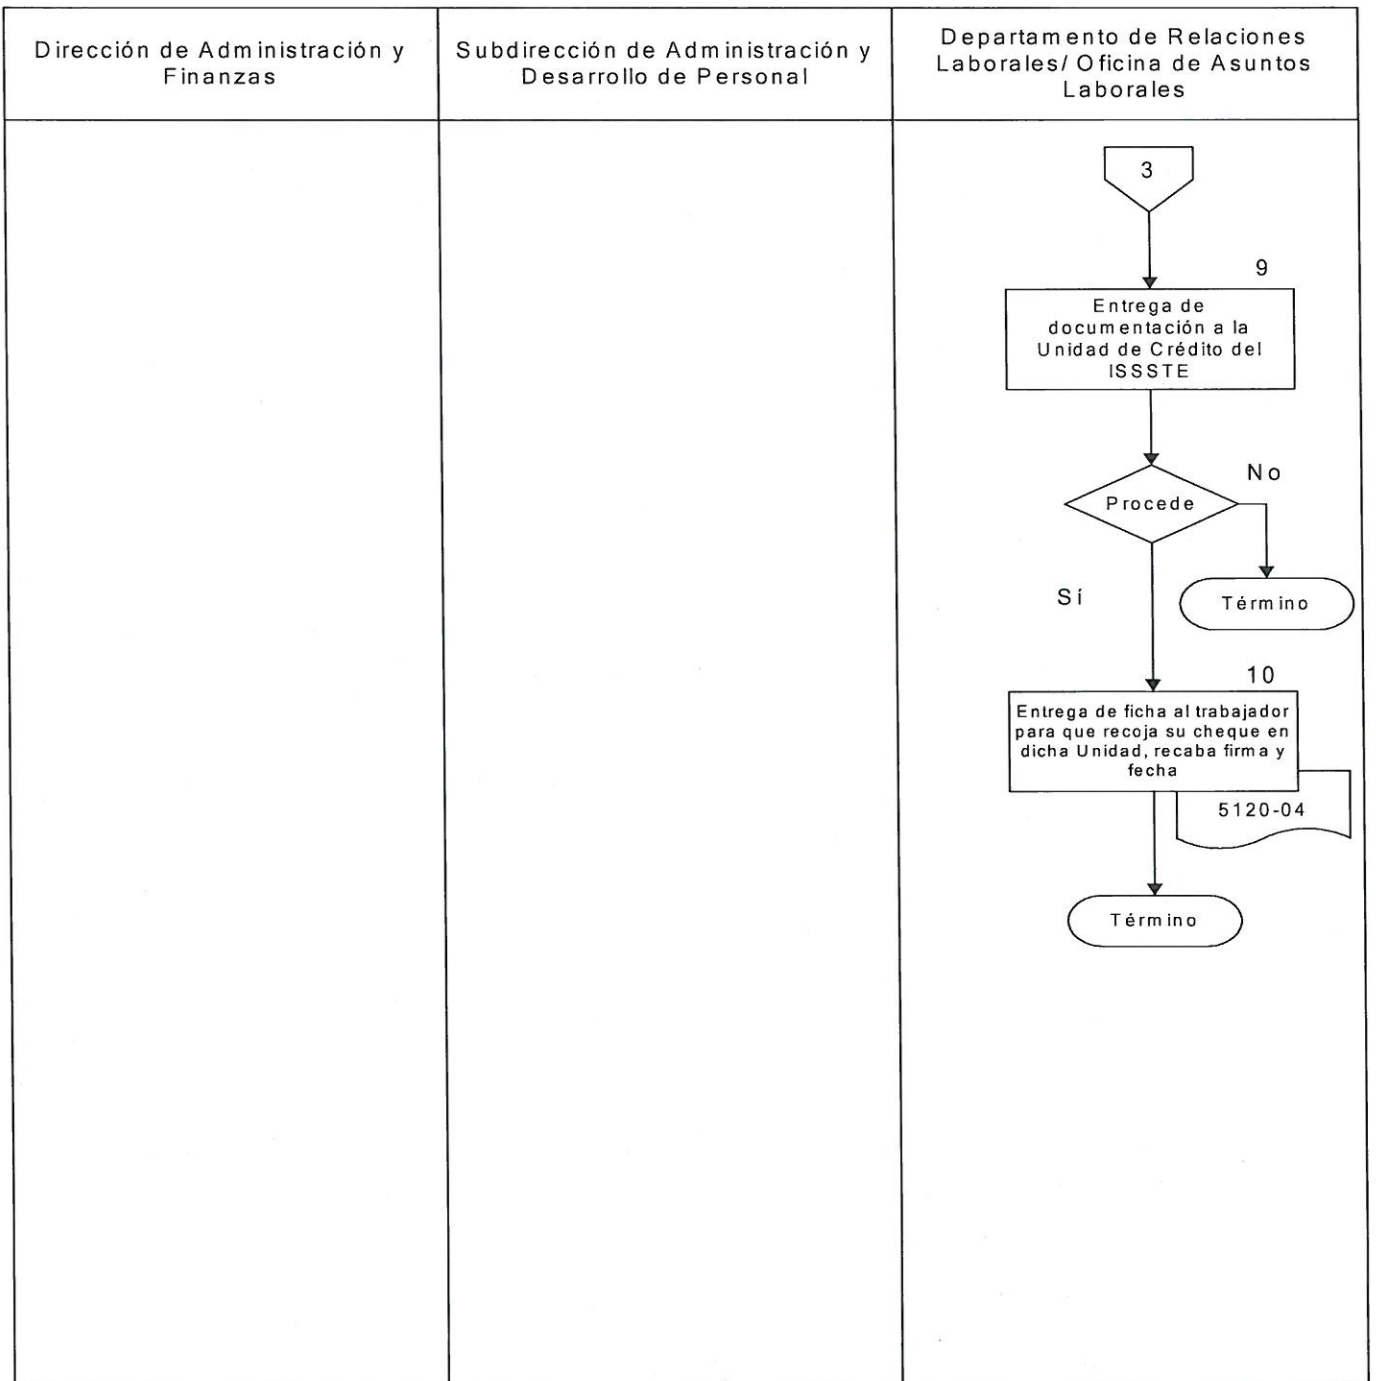 Dirección de Administración y
Finanzas
Subdirección de Administración y
Desarrollo de Personal
Departamento de Relaciones
Laborales/ Oficina de Asuntos
Laborales
3
9
Entrega de
documentación a la
Unidad de Crédito del
ISSSTE
No
Procede
Sí
Término
10
Entrega de ficha al trabajador
para que recoja su cheque en
dicha Unidad, recaba firma y
fecha
5120-04
Término